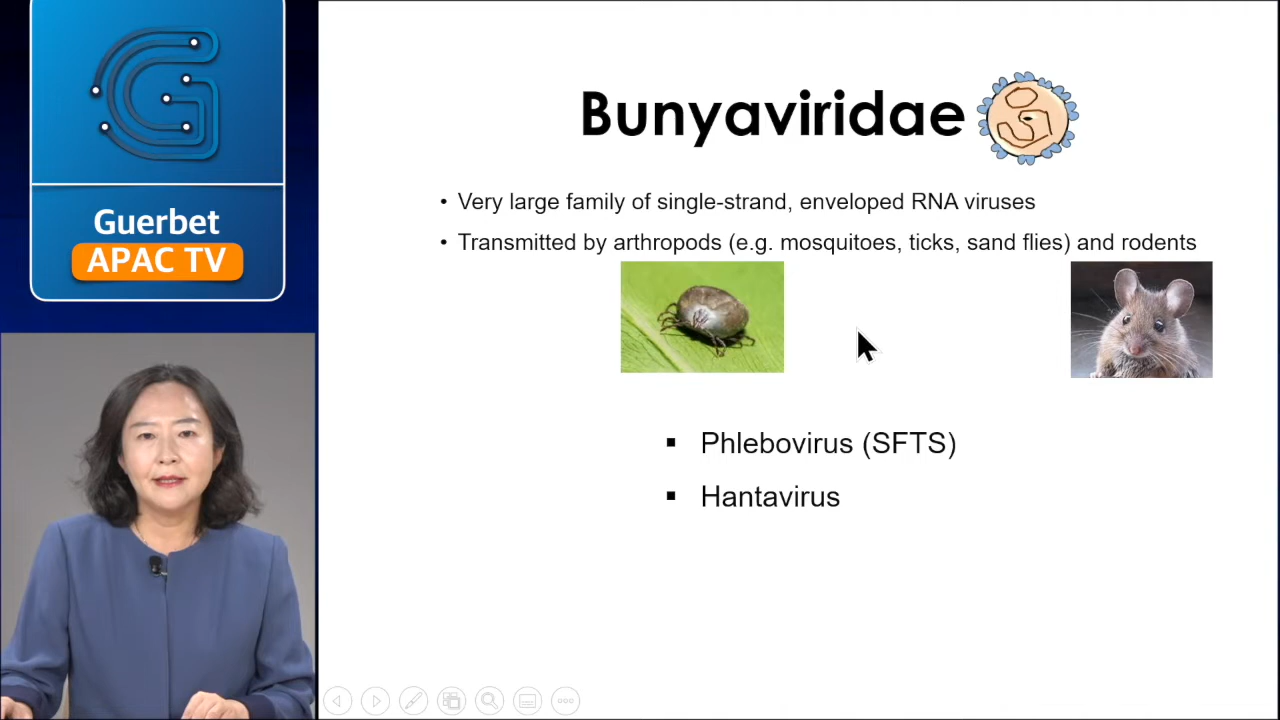 Guerbet
APAC TV
Bunyaviridae
• Very large family of single-strand, enveloped RNA viruses
• Transmitted by arthropods (e.g. mosquitoes, ticks, sand flies) and rodents
▪ Phlebovirus (SFTS)
▪ Hantavirus